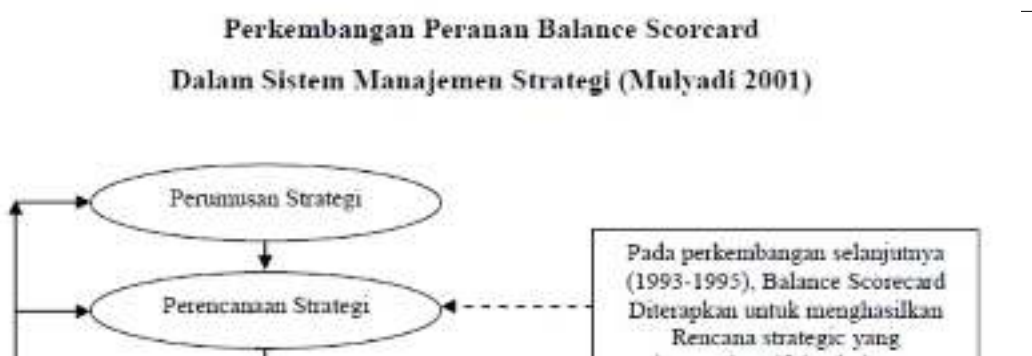 Perkembangan Peranan Balance Scorcard
Dalam Sistem Manajemen Strategi (Mulyadi 2001)
Perumusan Strategi
Perencanaan Strategi
Pada perkembangan selanjutnya
(1993-1995), Balance Scorecard
Diterapkan untuk menghasilkan
Rencana strategic yang